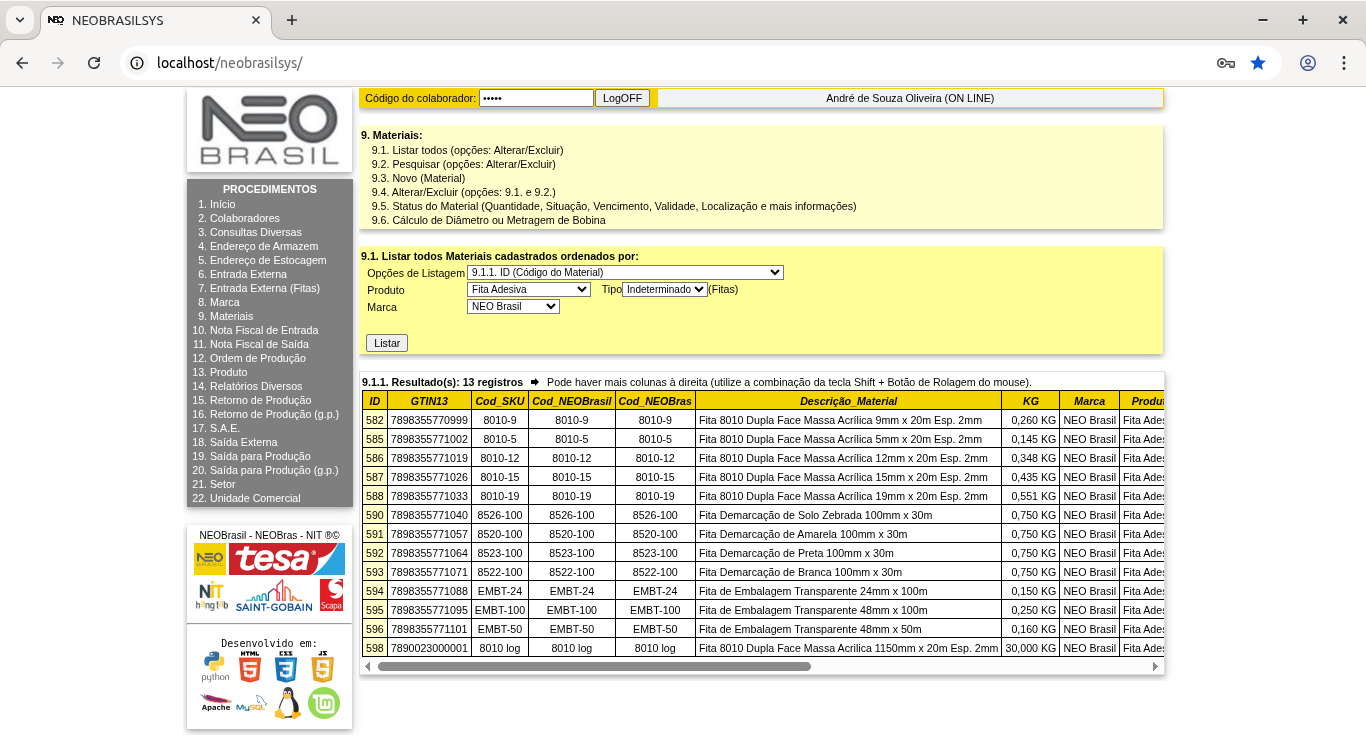 NEOBRASILSYS
localhost/neobrasilsys/
NEO
BRASIL
Código do colaborador: ••••• LogOFF André de Souza Oliveira (ON LINE)
PROCEDIMENTOS
1. Início
2. Colaboradores
3. Consultas Diversas
4. Endereço de Armazem
5. Endereço de Estocagem
6. Entrada Externa
7. Entrada Externa (Fitas)
8. Marca
9. Materiais
10. Nota Fiscal de Entrada
11. Nota Fiscal de Saída
12. Ordem de Produção
13. Produto
14. Relatórios Diversos
15. Retorno de Produção
16. Retorno de Produção (g.p.)
17. S.A.E.
18. Saída Externa
19. Saída para Produção
20. Saída para Produção (g.p.)
21. Setor
22. Unidade Comercial
NEOBrasil - NEOBras - NIT ®©
NEO
BRASIL
tesa
NIT
hongtob
SAINT-GOBAIN
Scapa
Desenvolvido em:
python
HTML
5
CSS
3
JS
5
Apache
MySQL
9. Materiais:
9.1. Listar todos (opções: Alterar/Excluir)
9.2. Pesquisar (opções: Alterar/Excluir)
9.3. Novo (Material)
9.4. Alterar/Excluir (opções: 9.1. e 9.2.)
9.5. Status do Material (Quantidade, Situação, Vencimento, Validade, Localização e mais informações)
9.6. Cálculo de Diâmetro ou Metragem de Bobina
9.1. Listar todos Materiais cadastrados ordenados por:
Opções de Listagem 9.1.1. ID (Código do Material)
Produto Fita Adesiva Tipo Indeterminado (Fitas)
Marca NEO Brasil
Listar
9.1.1. Resultado(s): 13 registros ➡ Pode haver mais colunas à direita (utilize a combinação da tecla Shift + Botão de Rolagem do mouse).
ID GTIN13 Cod_SKU Cod_NEOBrasil Cod_NEOBras Descrição_Material KG Marca Produt
582 7898355770999 8010-9 8010-9 8010-9 Fita 8010 Dupla Face Massa Acrílica 9mm x 20m Esp. 2mm 0,260 KG NEO Brasil Fita Ades
585 7898355771002 8010-5 8010-5 8010-5 Fita 8010 Dupla Face Massa Acrílica 5mm x 20m Esp. 2mm 0,145 KG NEO Brasil Fita Ades
586 7898355771019 8010-12 8010-12 8010-12 Fita 8010 Dupla Face Massa Acrílica 12mm x 20m Esp. 2mm 0,348 KG NEO Brasil Fita Ades
587 7898355771026 8010-15 8010-15 8010-15 Fita 8010 Dupla Face Massa Acrílica 15mm x 20m Esp. 2mm 0,435 KG NEO Brasil Fita Ades
588 7898355771033 8010-19 8010-19 8010-19 Fita 8010 Dupla Face Massa Acrílica 19mm x 20m Esp. 2mm 0,551 KG NEO Brasil Fita Ades
590 7898355771040 8526-100 8526-100 8526-100 Fita Demarcação de Solo Zebrada 100mm x 30m 0,750 KG NEO Brasil Fita Ades
591 7898355771057 8520-100 8520-100 8520-100 Fita Demarcação de Amarela 100mm x 30m 0,750 KG NEO Brasil Fita Ades
592 7898355771064 8523-100 8523-100 8523-100 Fita Demarcação de Preta 100mm x 30m 0,750 KG NEO Brasil Fita Ades
593 7898355771071 8522-100 8522-100 8522-100 Fita Demarcação de Branca 100mm x 30m 0,750 KG NEO Brasil Fita Ades
594 7898355771088 EMBT-24 EMBT-24 EMBT-24 Fita de Embalagem Transparente 24mm x 100m 0,150 KG NEO Brasil Fita Ades
595 7898355771095 EMBT-100 EMBT-100 EMBT-100 Fita de Embalagem Transparente 48mm x 100m 0,250 KG NEO Brasil Fita Ades
596 7898355771101 EMBT-50 EMBT-50 EMBT-50 Fita de Embalagem Transparente 48mm x 50m 0,160 KG NEO Brasil Fita Ades
598 7890023000001 8010 log 8010 log 8010 log Fita 8010 Dupla Face Massa Acrilica 1150mm x 20m Esp. 2mm 30,000 KG NEO Brasil Fita Ades